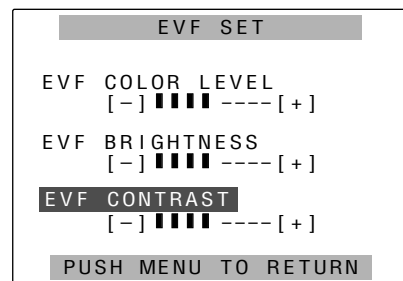 EVF SET
EVF COLOR LEVEL
[–]▮▮▮▮----[+]
EVF BRIGHTNESS
[–]▮▮▮▮----[+]
EVF CONTRAST
[–]▮▮▮▮----[+]
PUSH MENU TO RETURN